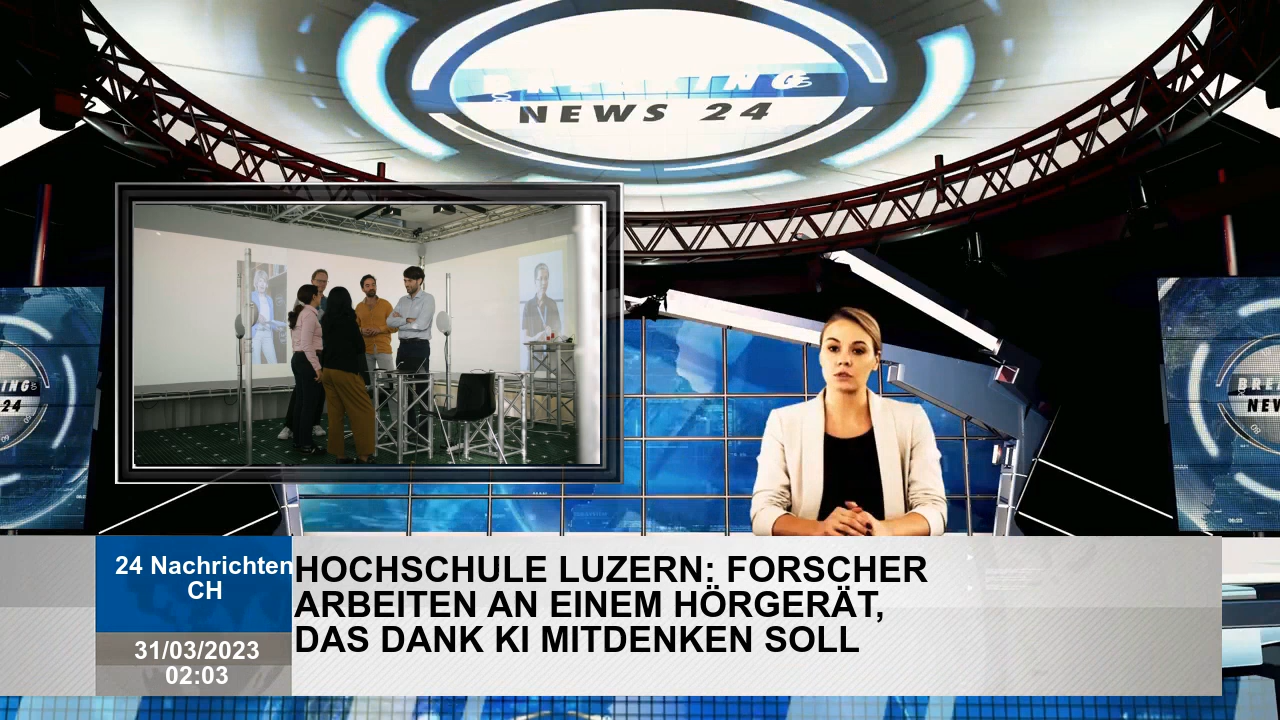 BREAKING
NEWS 24
24 Nachrichten
CH
31/03/2023
02:03
HOCHSCHULE LUZERN: FORSCHER
ARBEITEN AN EINEM HÖRGERÄT,
DAS DANK KI MITDENKEN SOLL